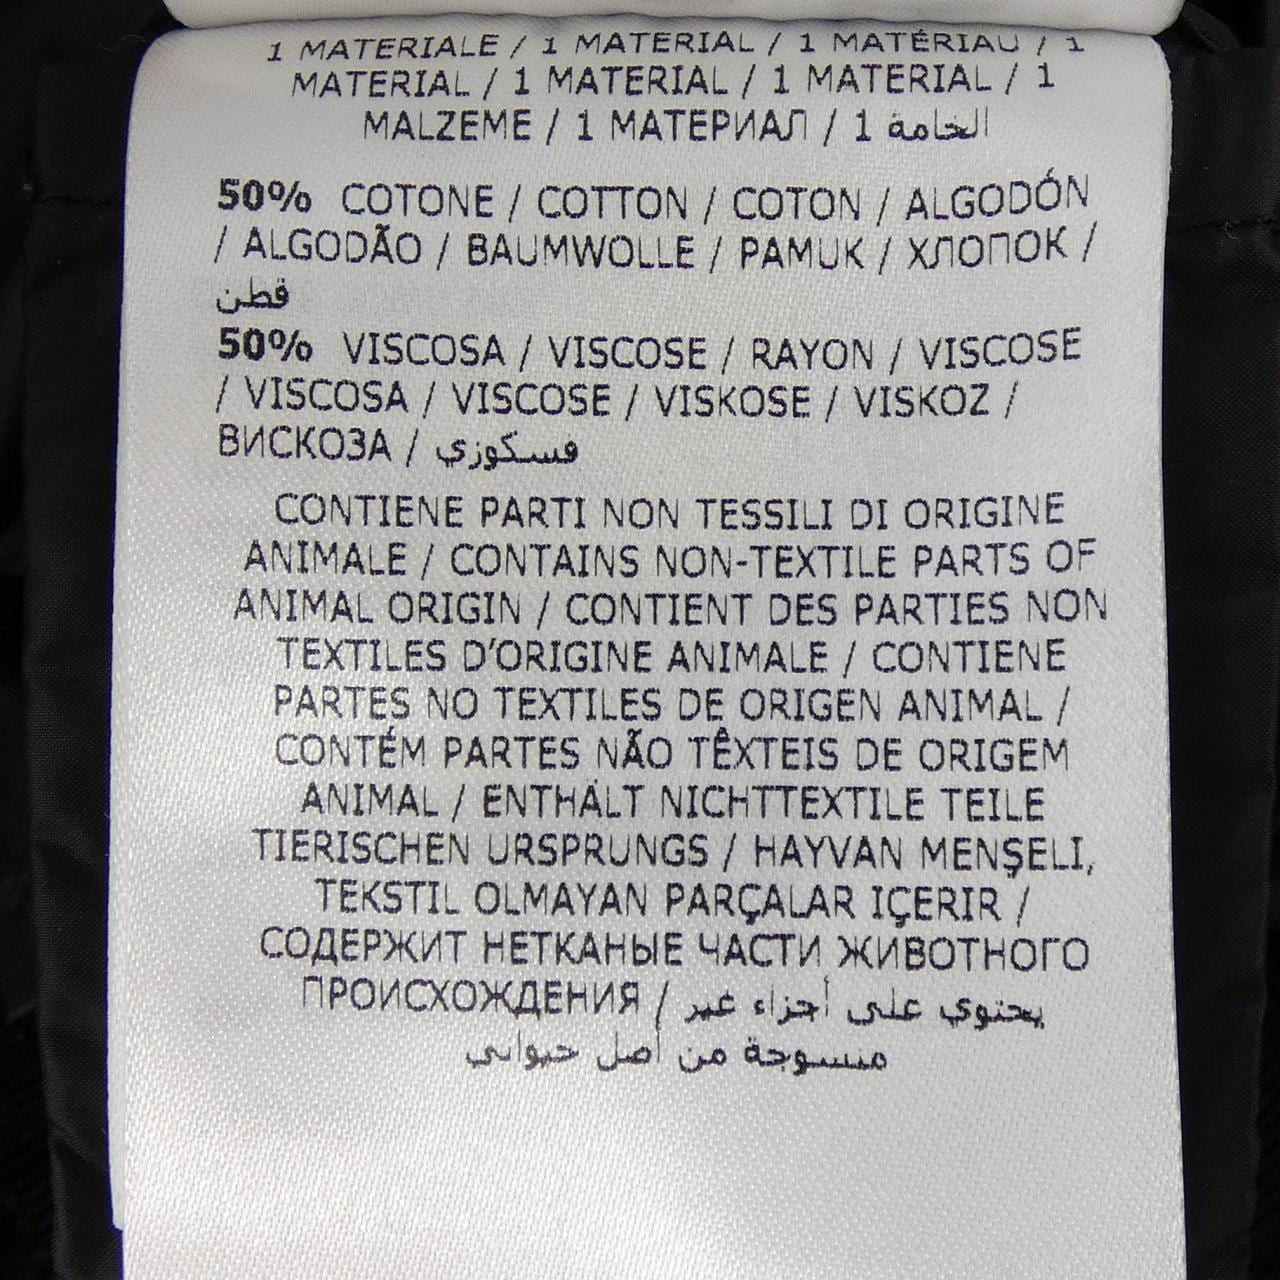 1 MATERIALE / 1 MATERIAL / 1 MATÉRIAU / 1
MATERIAL / 1 MATERIAL / 1 MATERIAL / 1
MALZEME / 1 МАТЕРИАЛ / 1 الخامة
50% COTONE / COTTON / COTON / ALGODÓN
/ ALGODÃO / BAUMWOLLE / PAMUK / ХЛОПОК /
قطن
50% VISCOSA / VISCOSE / RAYON / VISCOSE
/ VISCOSA / VISCOSE / VISKOSE / VISKOZ /
ВИСКОЗА / فسكوزي
CONTIENE PARTI NON TESSILI DI ORIGINE
ANIMALE / CONTAINS NON-TEXTILE PARTS OF
ANIMAL ORIGIN / CONTIENT DES PARTIES NON
TEXTILES D'ORIGINE ANIMALE / CONTIENE
PARTES NO TEXTILES DE ORIGEN ANIMAL /
CONTÉM PARTES NÃO TÊXTEIS DE ORIGEM
ANIMAL / ENTHÄLT NICHTTEXTILE TEILE
TIERISCHEN URSPRUNGS / HAYVAN MENŞELI,
TEKSTIL OLMAYAN PARÇALAR IÇERIR /
СОДЕРЖИТ НЕТКАНЫЕ ЧАСТИ ЖИВОТНОГО
ПРОИСХОЖДЕНИЯ / يحتوي على أجزاء غير
منسوجة من أصل حيواني